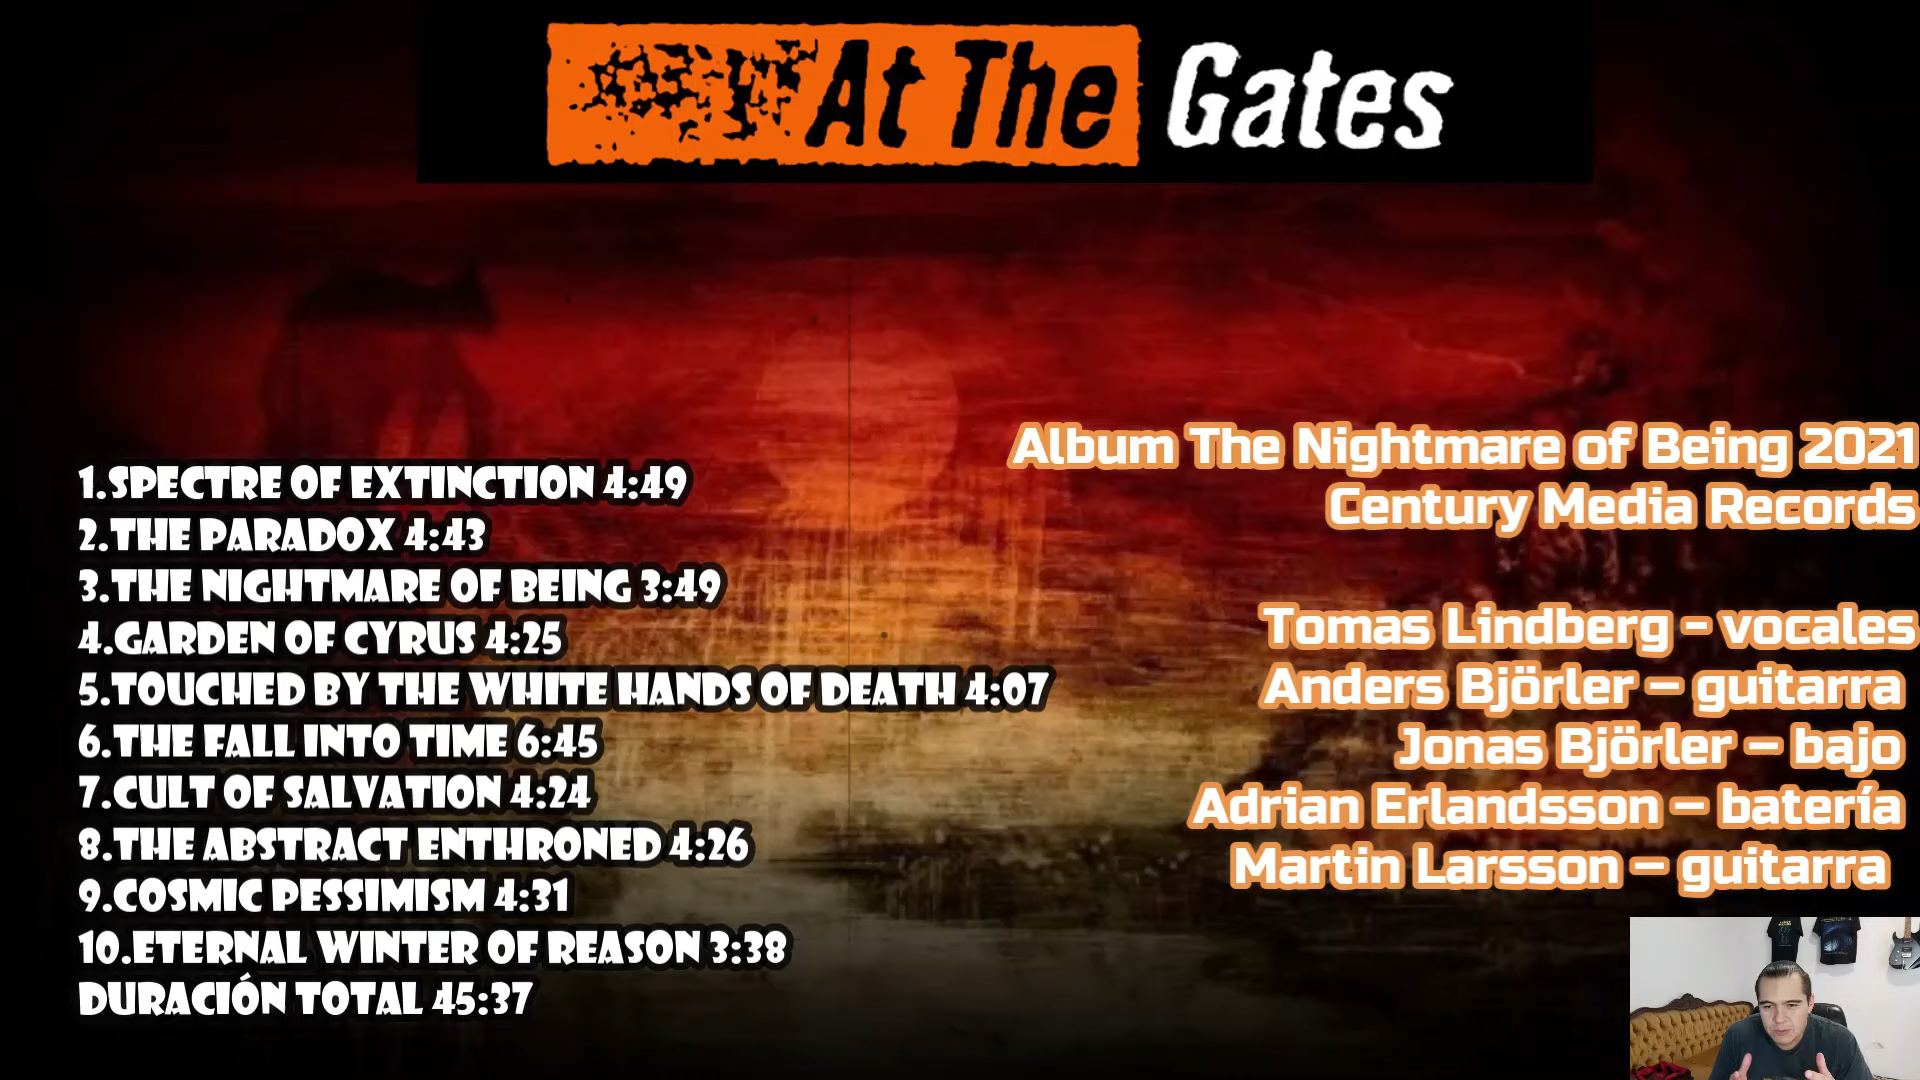 At The Gates
1.SPECTRE OF EXTINCTION 4:49
2.THE PARADOX 4:43
3.THE NIGHTMARE OF BEING 3:49
4.GARDEN OF CYRUS 4:25
5.TOUCHED BY THE WHITE HANDS OF DEATH 4:07
6.THE FALL INTO TIME 6:45
7.CULT OF SALVATION 4:24
8.THE ABSTRACT ENTHRONED 4:26
9.COSMIC PESSIMISM 4:31
10.ETERNAL WINTER OF REASON 3:38
DURACIÓN TOTAL 45:37
Album The Nightmare of Being 2021
Century Media Records
Tomas Lindberg - vocales
Anders Björler – guitarra
Jonas Björler – bajo
Adrian Erlandsson – batería
Martin Larsson – guitarra